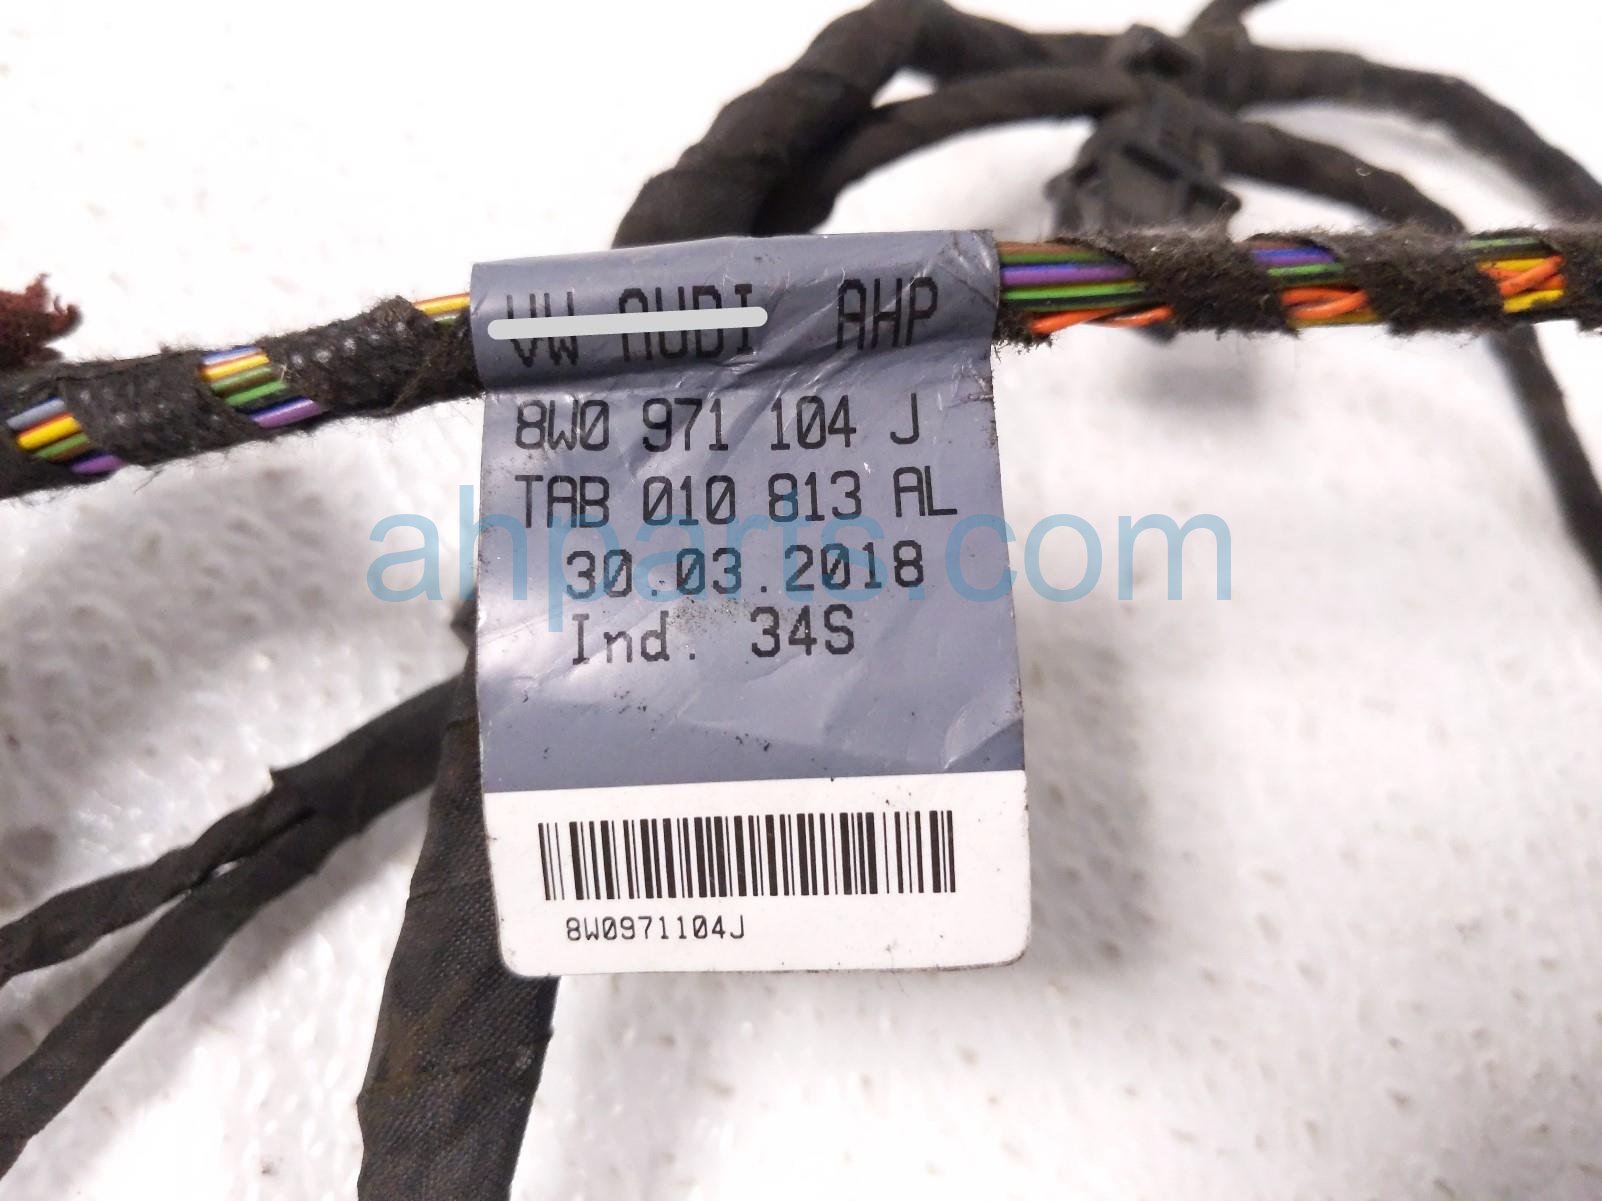 VW AUDI AHP
8W0 971 104 J
TAB 010 813 AL
30.03.2018
Ind. 34S
8W0971104J
ahparts.com